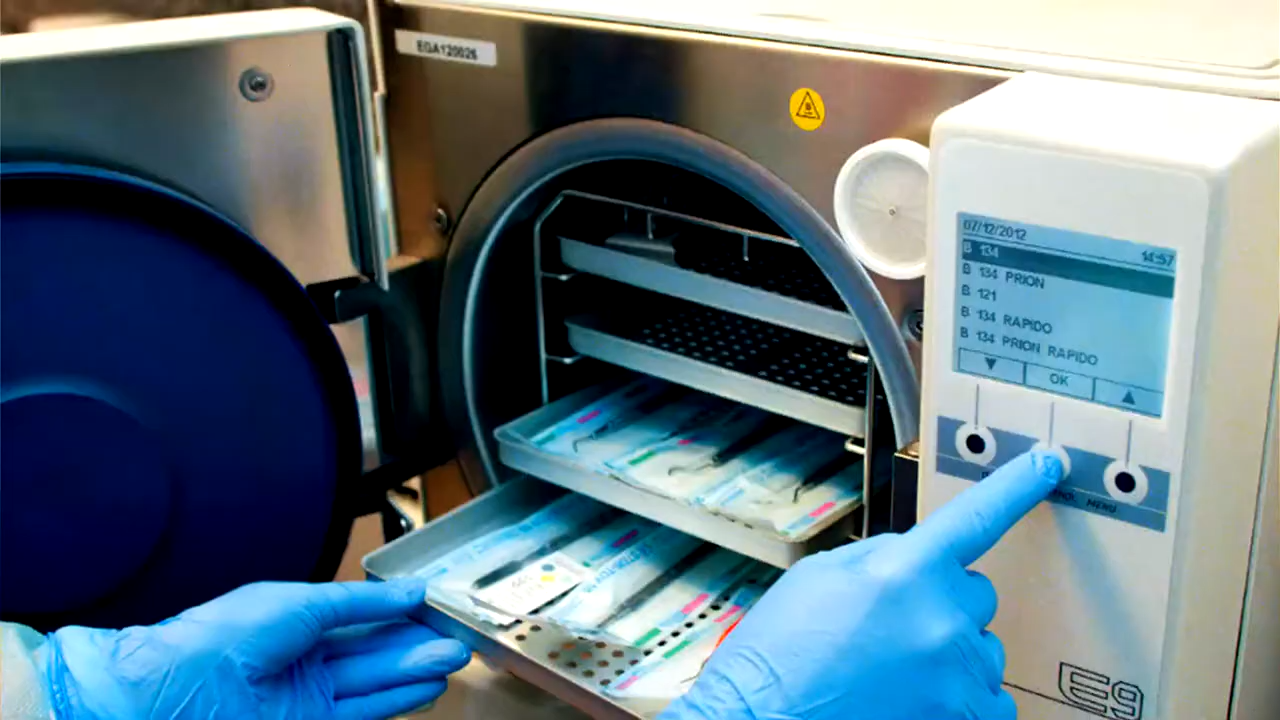 EGA120026
07/12/2012 14:57
B 134
B 134 PRION
B 121
B 134 RAPIDO
B 134 PRION RAPIDO
OK
MENU
E9